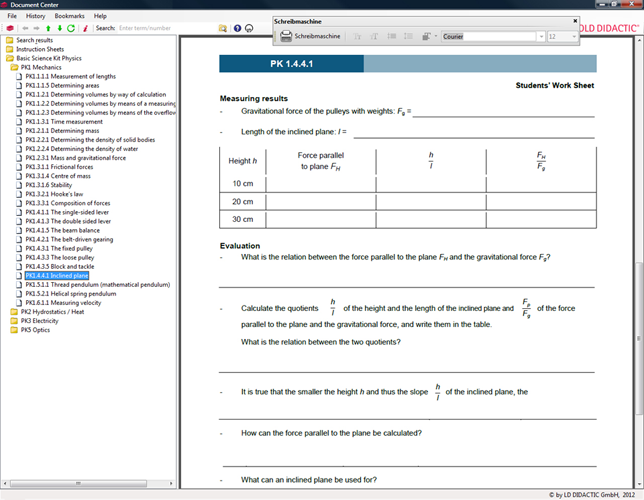 Document Center
File History Bookmarks Help
Search: Enter term/number
Schreibmaschine
Schreibmaschine Courier 12
LD DIDACTIC
Search results
Instruction Sheets
Basic Science Kit Physics
PK1 Mechanics
PK1.1.1.1 Measurement of lengths
PK1.1.1.5 Determining areas
PK1.1.2.1 Determining volumes by way of calculation
PK1.1.2.2 Determining volumes by means of a measuring
PK1.1.2.3 Determining volumes by means of the overflow
PK1.1.3.1 Time measurement
PK1.2.1.1 Determining mass
PK1.2.2.1 Determining the density of solid bodies
PK1.2.2.4 Determining the density of water
PK1.2.3.1 Mass and gravitational force
PK1.3.1.1 Frictional forces
PK1.3.1.4 Centre of mass
PK1.3.1.6 Stability
PK1.3.2.1 Hooke's law
PK1.3.3.1 Composition of forces
PK1.4.1.1 The single-sided lever
PK1.4.1.3 The double sided lever
PK1.4.1.5 The beam balance
PK1.4.2.1 The belt-driven gearing
PK1.4.3.1 The fixed pulley
PK1.4.3.3 The loose pulley
PK1.4.3.5 Block and tackle
PK1.4.4.1 Inclined plane
PK1.5.1.1 Thread pendulum (mathematical pendulum)
PK1.5.2.1 Helical spring pendulum
PK1.6.1.1 Measuring velocity
PK2 Hydrostatics / Heat
PK3 Electricity
PK5 Optics
PK 1.4.4.1
Students' Work Sheet
Measuring results
- Gravitational force of the pulleys with weights: Fg =
- Length of the inclined plane: l =
Height h Force parallel to plane FH h/l FH/Fg
10 cm
20 cm
30 cm
Evaluation
- What is the relation between the force parallel to the plane FH and the gravitational force Fg?
- Calculate the quotients h/l of the height and the length of the inclined plane and Fp/Fg of the force
parallel to the plane and the gravitational force, and write them in the table.
What is the relation between the two quotients?
- It is true that the smaller the height h and thus the slope h/l of the inclined plane, the
- How can the force parallel to the plane be calculated?
- What can an inclined plane be used for?
© by LD DIDACTIC GmbH, 2012